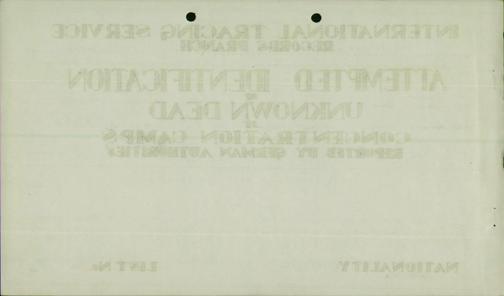 INTERNATIONAL TRACING SERVICE
RECORDS BRANCH
ATTEMPTED IDENTIFICATION
OF
UNKNOWN DEAD
IN
CONCENTRATION CAMPS
REPORTED BY GERMAN AUTHORITIES
NATIONALITY LIST No